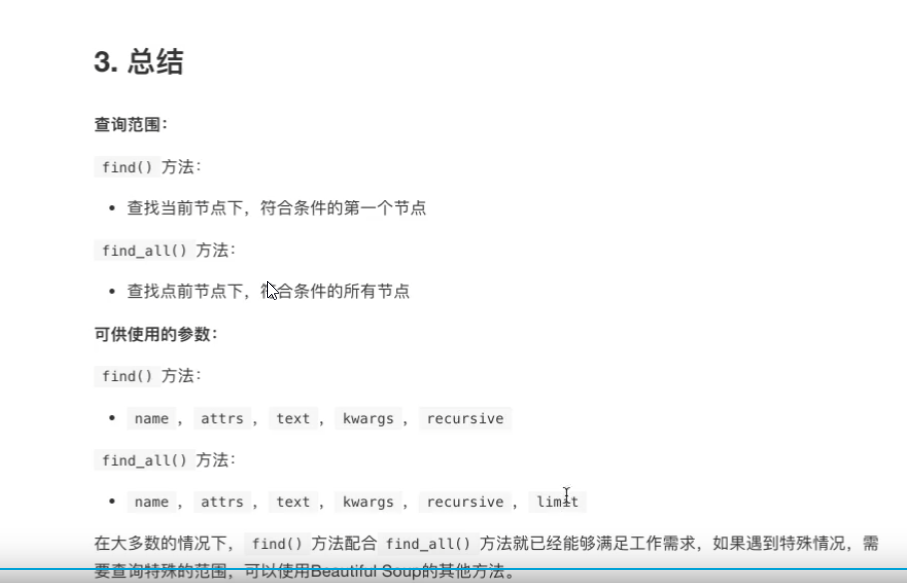 3. 总结
查询范围：
find() 方法：
• 查找当前节点下，符合条件的第一个节点
find_all() 方法：
• 查找点前节点下，符合条件的所有节点
可供使用的参数：
find() 方法：
• name ， attrs ， text ， kwargs ， recursive
find_all() 方法：
• name ， attrs ， text ， kwargs ， recursive ， limit
在大多数的情况下， find() 方法配合 find_all() 方法就已经能够满足工作需求，如果遇到特殊情况，需
要查询特殊的范围，可以使用Beautiful Soup的其他方法。